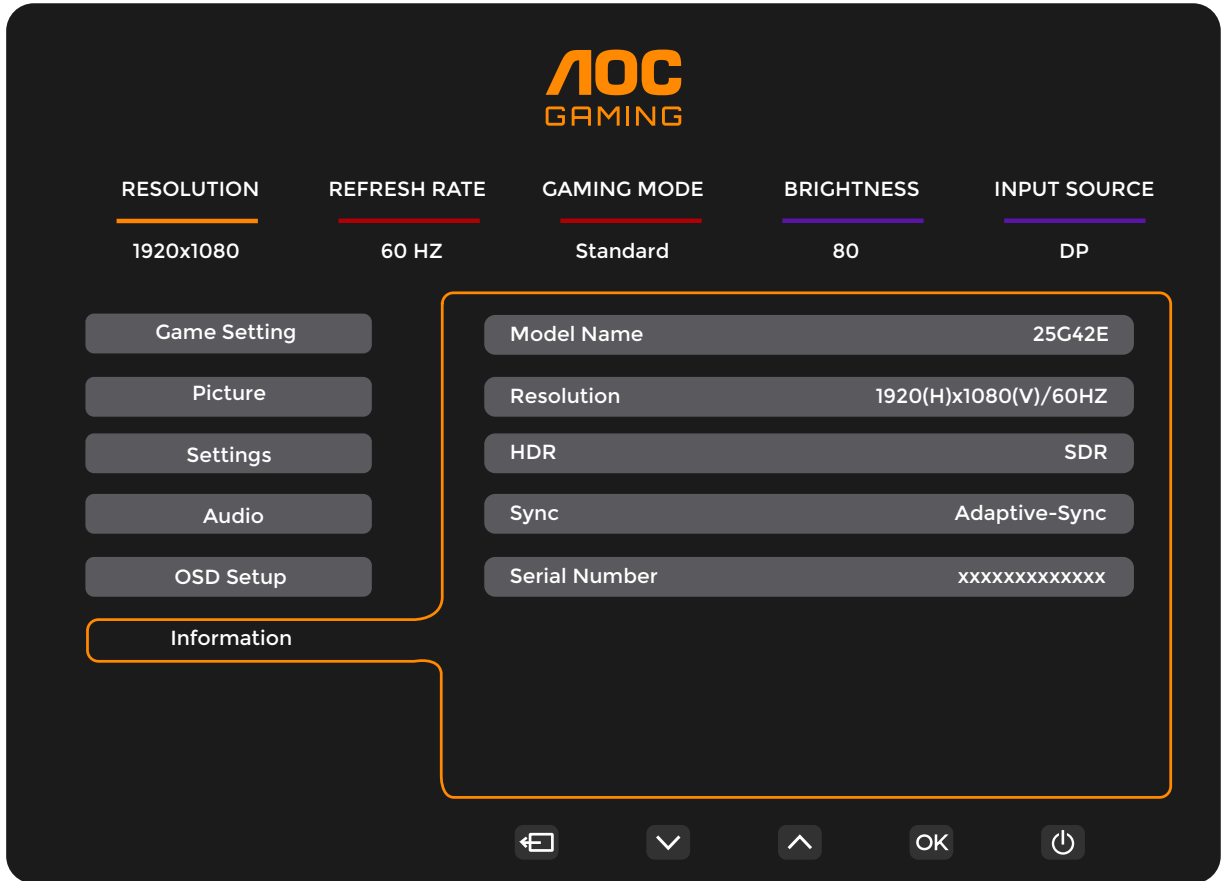 AOC
GAMING
RESOLUTION REFRESH RATE GAMING MODE BRIGHTNESS INPUT SOURCE
1920x1080 60 HZ Standard 80 DP
Game Setting
Picture
Settings
Audio
OSD Setup
Information
Model Name 25G42E
Resolution 1920(H)x1080(V)/60HZ
HDR SDR
Sync Adaptive-Sync
Serial Number xxxxxxxxxxxxx
OK